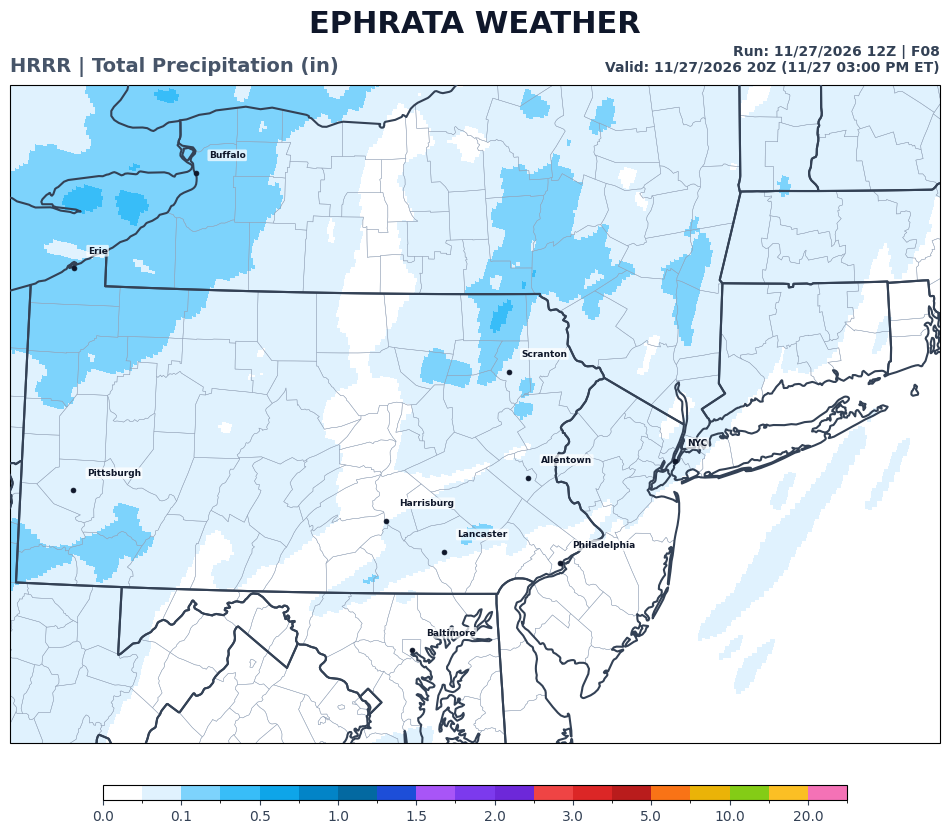 EPHRATA WEATHER
HRRR | Total Precipitation (in)
Run: 11/27/2026 12Z | F08
Valid: 11/27/2026 20Z (11/27 03:00 PM ET)
Buffalo
Erie
Scranton
NYC
Allentown
Pittsburgh
Harrisburg
Lancaster
Philadelphia
Baltimore
0.0 0.1 0.5 1.0 1.5 2.0 3.0 5.0 10.0 20.0